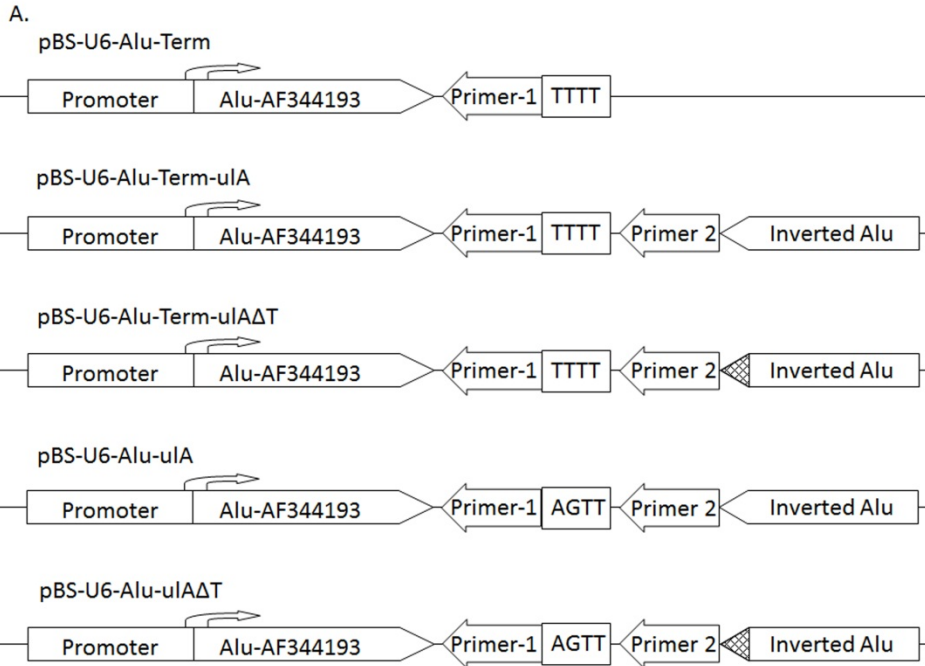 A.
pBS-U6-Alu-Term
Promoter Alu-AF344193 Primer-1 TTTT
pBS-U6-Alu-Term-ulA
Promoter Alu-AF344193 Primer-1 TTTT Primer 2 Inverted Alu
pBS-U6-Alu-Term-ulAΔT
Promoter Alu-AF344193 Primer-1 TTTT Primer 2 Inverted Alu
pBS-U6-Alu-ulA
Promoter Alu-AF344193 Primer-1 AGTT Primer 2 Inverted Alu
pBS-U6-Alu-ulAΔT
Promoter Alu-AF344193 Primer-1 AGTT Primer 2 Inverted Alu